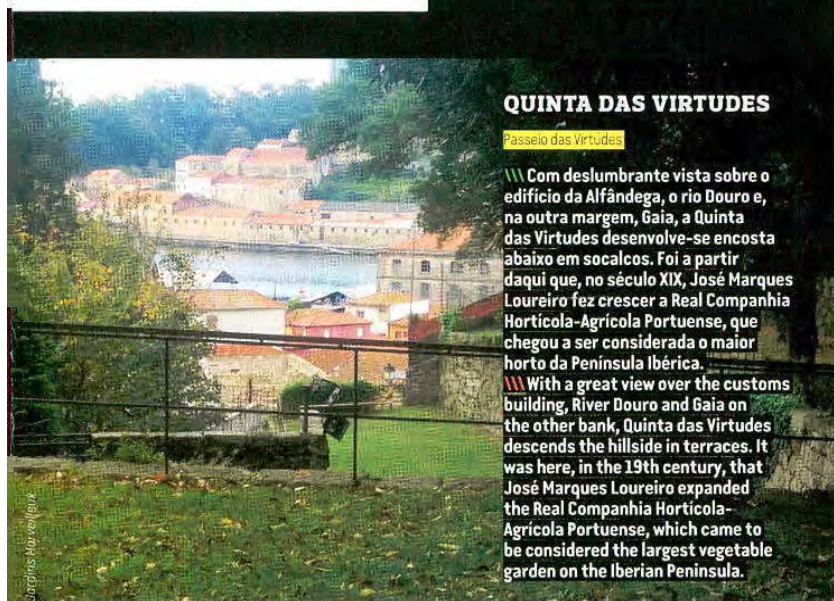 QUINTA DAS VIRTUDES
Passeio das Virtudes
\\\ Com deslumbrante vista sobre o
edifício da Alfândega, o rio Douro e,
na outra margem, Gaia, a Quinta
das Virtudes desenvolve-se encosta
abaixo em socalcos. Foi a partir
daqui que, no século XIX, José Marques
Loureiro fez crescer a Real Companhia
Hortícola-Agrícola Portuense, que
chegou a ser considerada o maior
horto da Península Ibérica.
\\\ With a great view over the customs
building, River Douro and Gaia on
the other bank, Quinta das Virtudes
descends the hillside in terraces. It
was here, in the 19th century, that
José Marques Loureiro expanded
the Real Companhia Hortícola-
Agrícola Portuense, which came to
be considered the largest vegetable
garden on the Iberian Peninsula.
Jardins Harveilleux